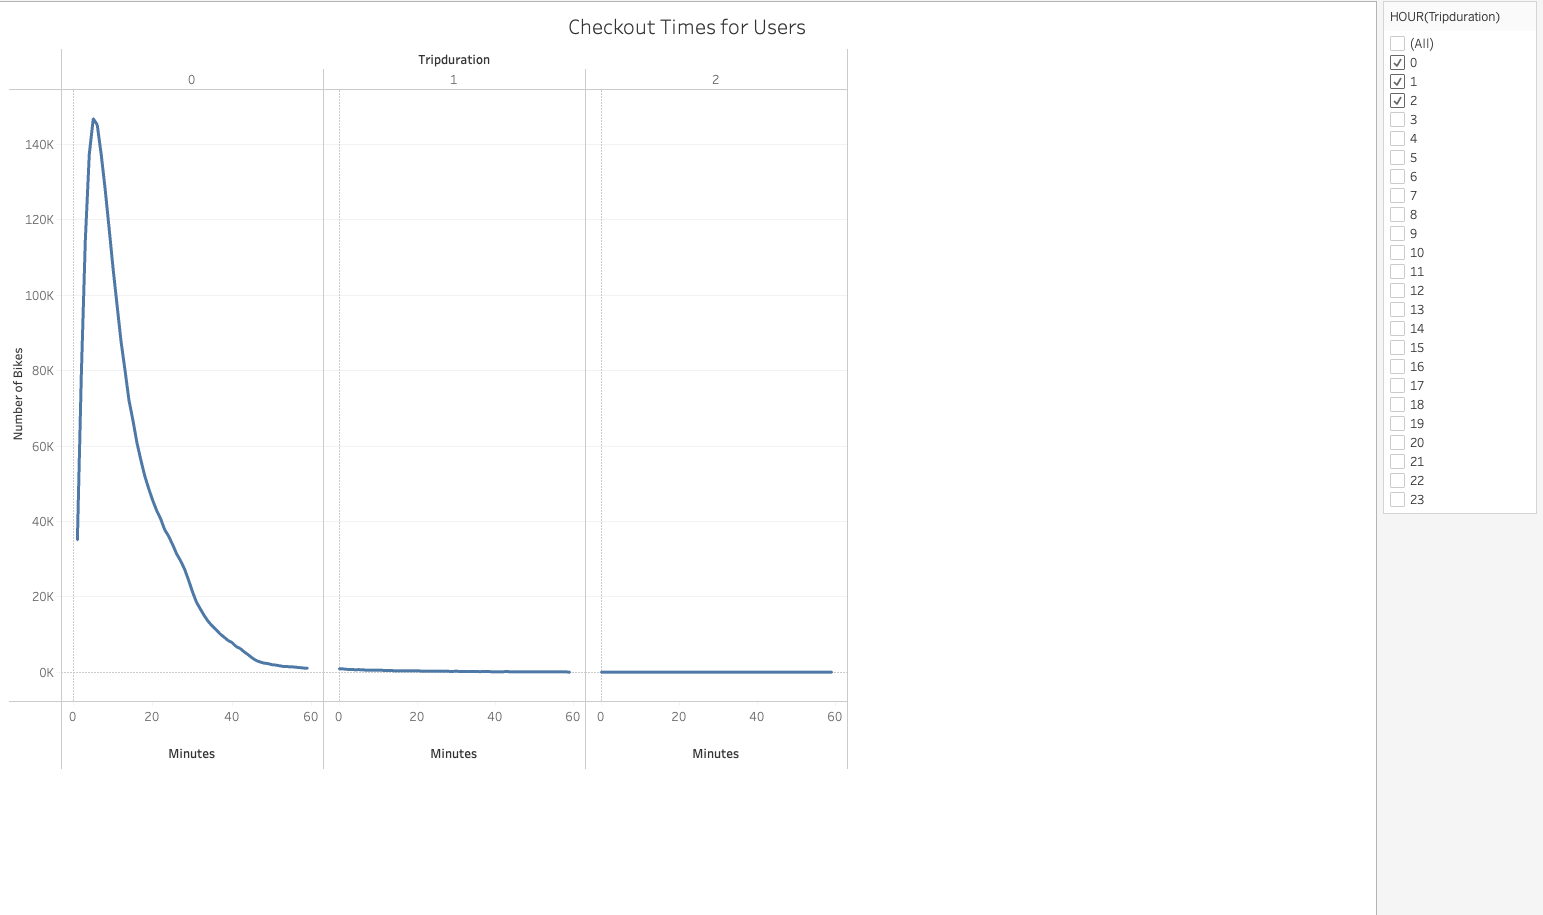 Checkout Times for Users
Tripduration
0 1 2
140K
120K
100K
80K
60K
40K
20K
0K
Number of Bikes
0 20 40 60 0 20 40 60 0 20 40 60
Minutes Minutes Minutes
HOUR(Tripduration)
(All)
0
1
2
3
4
5
6
7
8
9
10
11
12
13
14
15
16
17
18
19
20
21
22
23